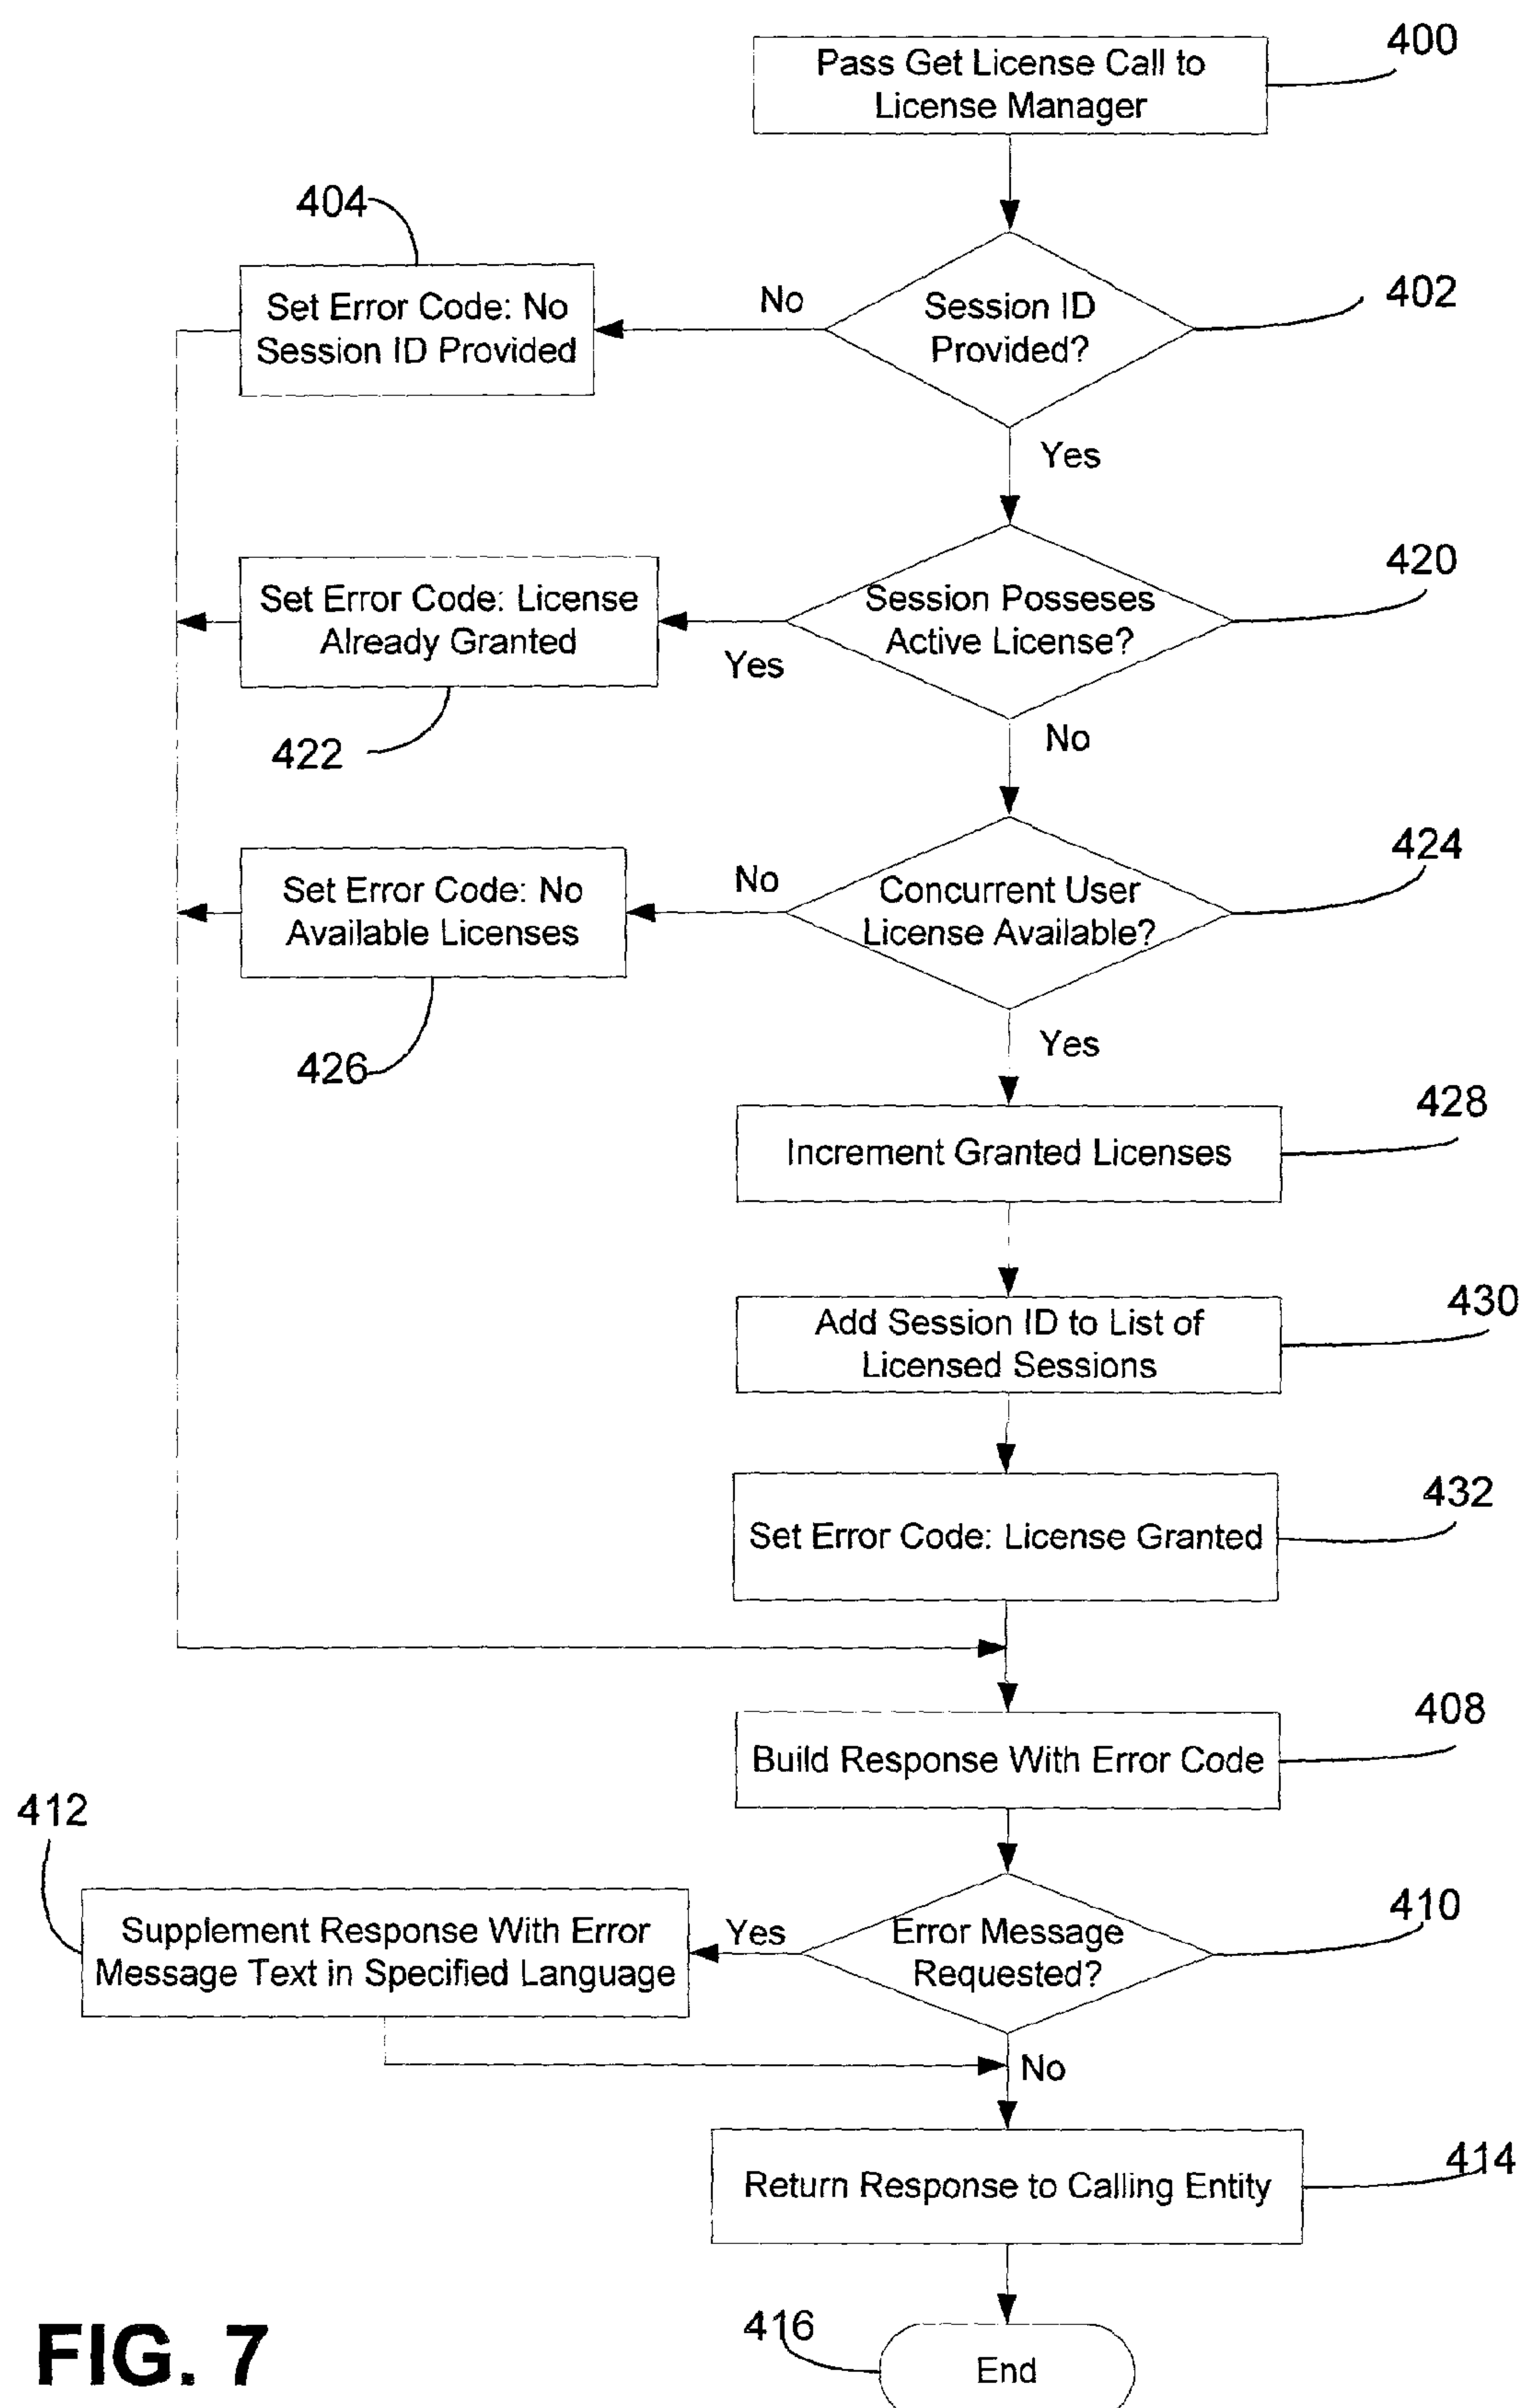 Pass Get License Call to
License Manager
400
404
Set Error Code: No
Session ID Provided
No
Session ID
Provided?
402
Yes
Set Error Code: License
Already Granted
Yes
Session Posseses
Active License?
420
422
No
Set Error Code: No
Available Licenses
No
Concurrent User
License Available?
424
426
Yes
Increment Granted Licenses
428
Add Session ID to List of
Licensed Sessions
430
Set Error Code: License Granted
432
Build Response With Error Code
408
412
Supplement Response With Error
Message Text in Specified Language
Yes
Error Message
Requested?
410
No
Return Response to Calling Entity
414
416
End
FIG. 7